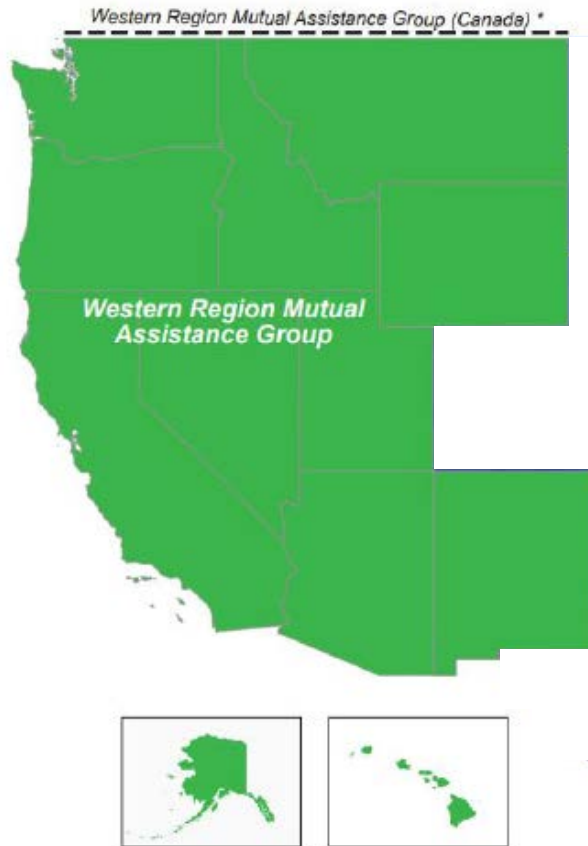 Western Region Mutual Assistance Group (Canada) *
Western Region Mutual
Assistance Group